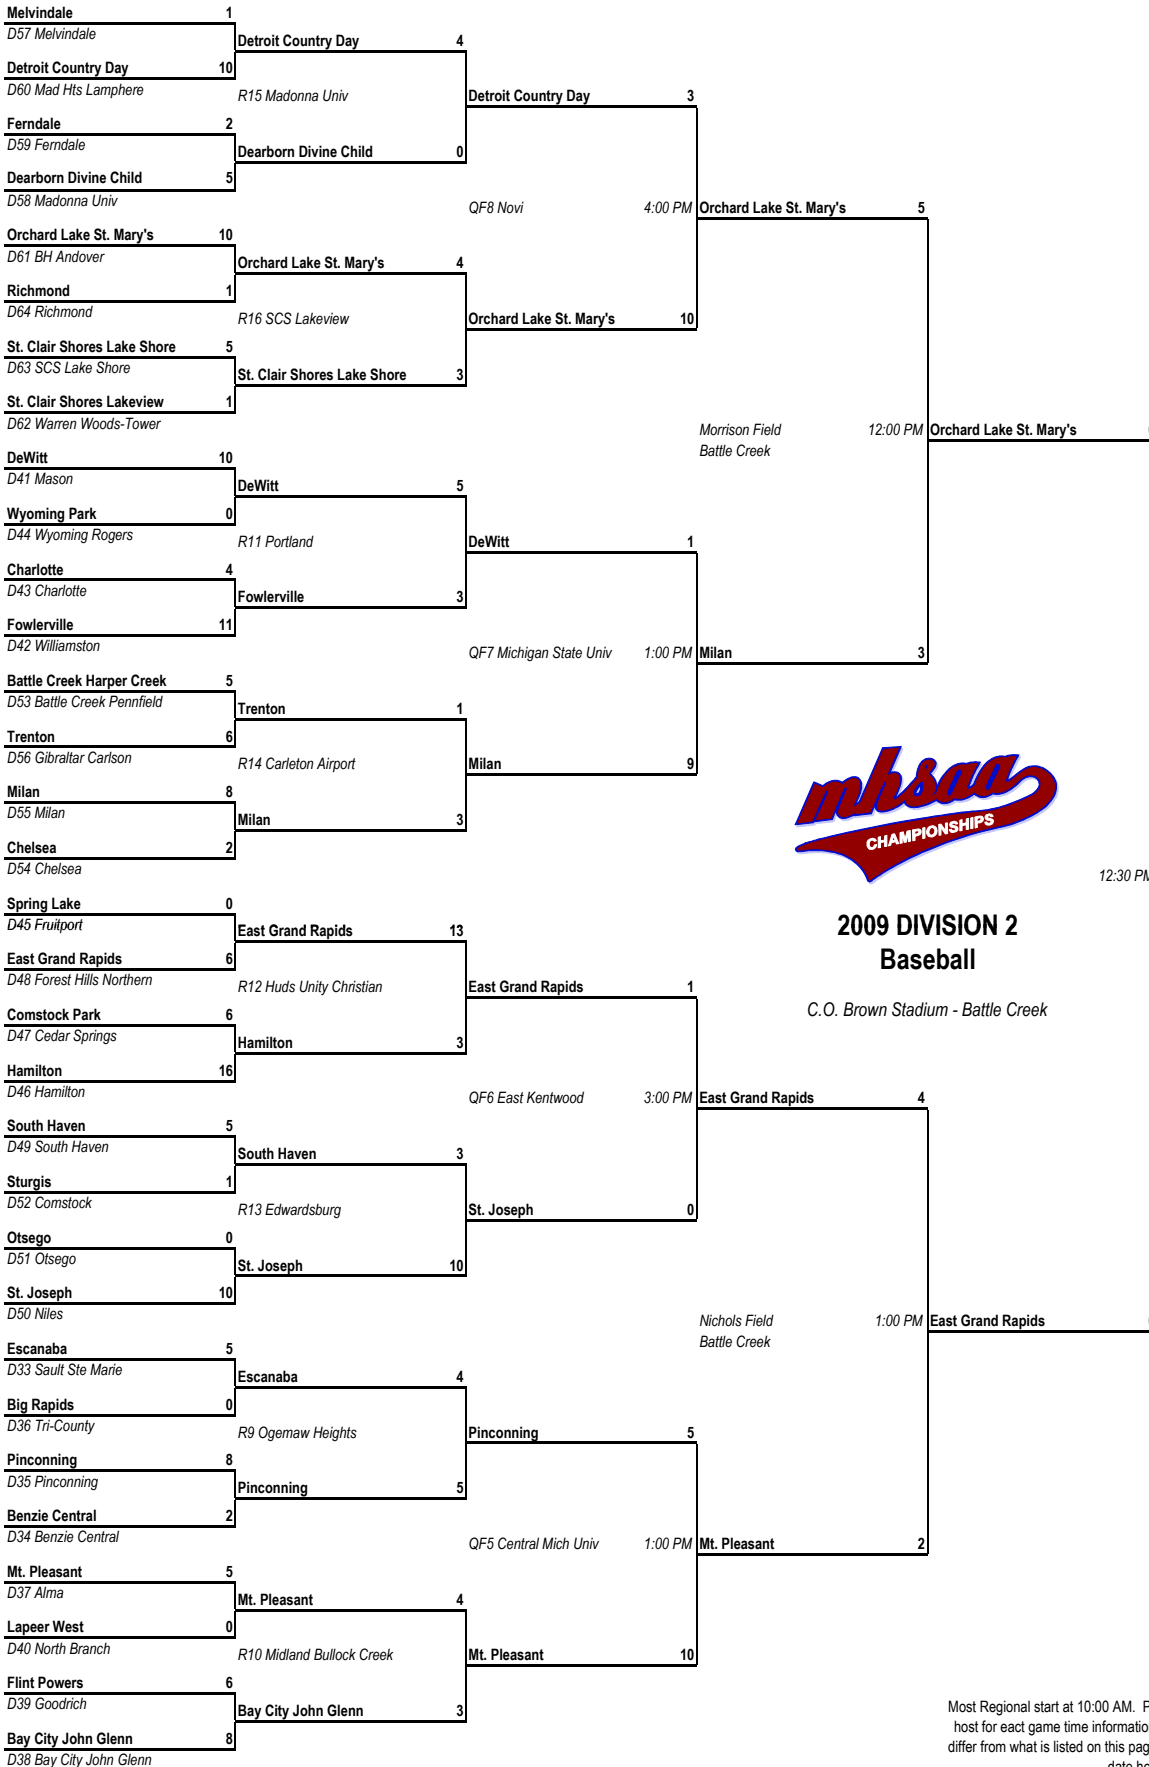 Melvindale 1
D57 Melvindale
Detroit Country Day 4
Detroit Country Day 10
D60 Mad Hts Lamphere
R15 Madonna Univ
Detroit Country Day 3
Ferndale 2
D59 Ferndale
Dearborn Divine Child 0
Dearborn Divine Child 5
D58 Madonna Univ
QF8 Novi 4:00 PM
Orchard Lake St. Mary's 5
Orchard Lake St. Mary's 10
D61 BH Andover
Orchard Lake St. Mary's 4
Richmond 1
D64 Richmond
R16 SCS Lakeview
Orchard Lake St. Mary's 10
St. Clair Shores Lake Shore 5
D63 SCS Lake Shore
St. Clair Shores Lake Shore 3
St. Clair Shores Lakeview 1
D62 Warren Woods-Tower
Morrison Field 12:00 PM
Battle Creek
Orchard Lake St. Mary's
DeWitt 10
D41 Mason
DeWitt 5
Wyoming Park 0
D44 Wyoming Rogers
R11 Portland
DeWitt 1
Charlotte 4
D43 Charlotte
Fowlerville 3
Fowlerville 11
D42 Williamston
QF7 Michigan State Univ 1:00 PM
Milan 3
Battle Creek Harper Creek 5
D53 Battle Creek Pennfield
Trenton 1
Trenton 6
D56 Gibraltar Carlson
R14 Carleton Airport
Milan 9
Milan 8
D55 Milan
Milan 3
Chelsea 2
D54 Chelsea
mhsaa
CHAMPIONSHIPS
12:30 PM
2009 DIVISION 2
Baseball
C.O. Brown Stadium - Battle Creek
Spring Lake 0
D45 Fruitport
East Grand Rapids 13
East Grand Rapids 6
D48 Forest Hills Northern
R12 Huds Unity Christian
East Grand Rapids 1
Comstock Park 6
D47 Cedar Springs
Hamilton 3
Hamilton 16
D46 Hamilton
QF6 East Kentwood 3:00 PM
East Grand Rapids 4
South Haven 5
D49 South Haven
South Haven 3
Sturgis 1
D52 Comstock
R13 Edwardsburg
St. Joseph 0
Otsego 0
D51 Otsego
St. Joseph 10
St. Joseph 10
D50 Niles
Nichols Field 1:00 PM
Battle Creek
East Grand Rapids
Escanaba 5
D33 Sault Ste Marie
Escanaba 4
Big Rapids 0
D36 Tri-County
R9 Ogemaw Heights
Pinconning 5
Pinconning 8
D35 Pinconning
Pinconning 5
Benzie Central 2
D34 Benzie Central
QF5 Central Mich Univ 1:00 PM
Mt. Pleasant 2
Mt. Pleasant 5
D37 Alma
Mt. Pleasant 4
Lapeer West 0
D40 North Branch
R10 Midland Bullock Creek
Mt. Pleasant 10
Flint Powers 6
D39 Goodrich
Bay City John Glenn 3
Bay City John Glenn 8
D38 Bay City John Glenn
Most Regional start at 10:00 AM.
host for eact game time
differ from what is listed on this